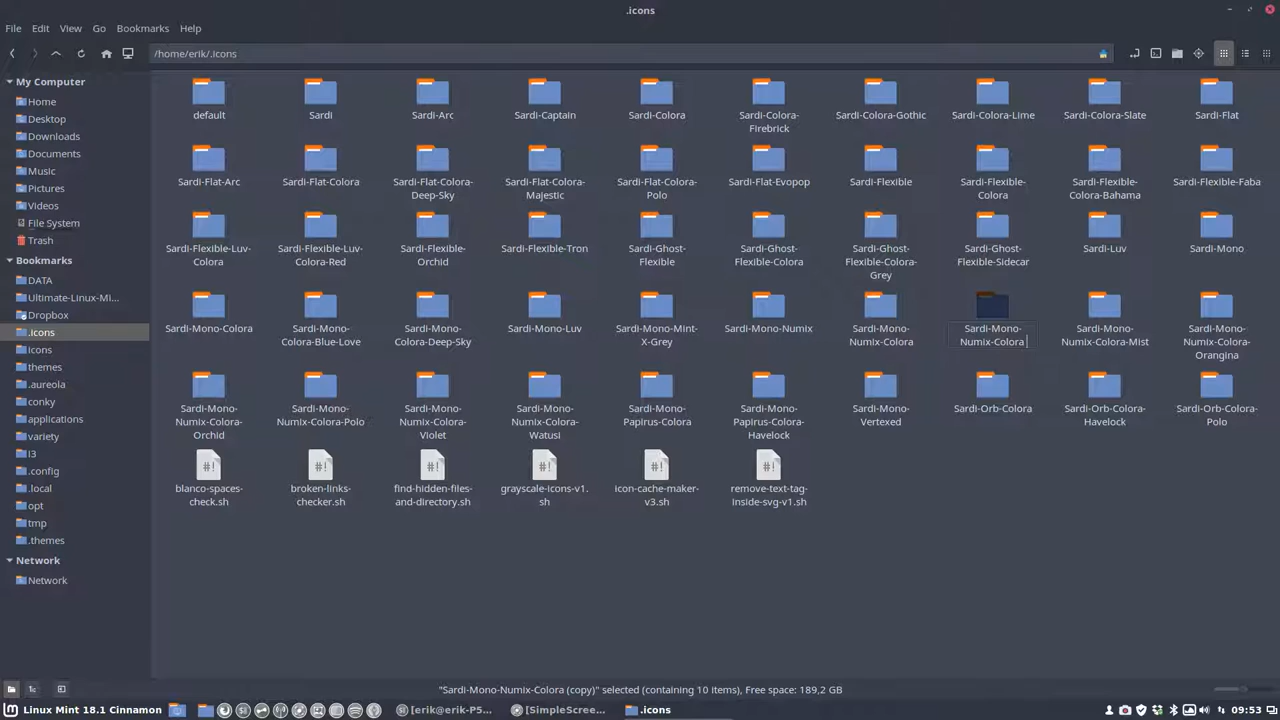 .icons
File Edit View Go Bookmarks Help
/home/erik/.icons
My Computer
Home
Desktop
Downloads
Documents
Music
Pictures
Videos
File System
Trash
Bookmarks
DATA
Ultimate-Linux-Mi...
Dropbox
.icons
icons
themes
.aureola
conky
applications
variety
I3
.config
.local
opt
tmp
.themes
Network
Network
default
Sardi
Sardi-Arc
Sardi-Captain
Sardi-Colora
Sardi-Colora-
Firebrick
Sardi-Colora-Gothic
Sardi-Colora-Lime
Sardi-Colora-Slate
Sardi-Flat
Sardi-Flat-Arc
Sardi-Flat-Colora
Sardi-Flat-Colora-
Deep-Sky
Sardi-Flat-Colora-
Majestic
Sardi-Flat-Colora-
Polo
Sardi-Flat-Evopop
Sardi-Flexible
Sardi-Flexible-
Colora
Sardi-Flexible-
Colora-Bahama
Sardi-Flexible-Faba
Sardi-Flexible-Luv-
Colora
Sardi-Flexible-Luv-
Colora-Red
Sardi-Flexible-
Orchid
Sardi-Flexible-Tron
Sardi-Ghost-
Flexible
Sardi-Ghost-
Flexible-Colora
Sardi-Ghost-
Flexible-Colora-
Grey
Sardi-Ghost-
Flexible-Sidecar
Sardi-Luv
Sardi-Mono
Sardi-Mono-Colora
Sardi-Mono-
Colora-Blue-Love
Sardi-Mono-
Colora-Deep-Sky
Sardi-Mono-Luv
Sardi-Mono-Mint-
X-Grey
Sardi-Mono-Numix
Sardi-Mono-
Numix-Colora
Sardi-Mono-
Numix-Colora
Sardi-Mono-
Numix-Colora-Mist
Sardi-Mono-
Numix-Colora-
Orangina
Sardi-Mono-
Numix-Colora-
Orchid
Sardi-Mono-
Numix-Colora-Polo
Sardi-Mono-
Numix-Colora-
Violet
Sardi-Mono-
Numix-Colora-
Watusi
Sardi-Mono-
Papirus-Colora
Sardi-Mono-
Papirus-Colora-
Havelock
Sardi-Mono-
Vertexed
Sardi-Orb-Colora
Sardi-Orb-Colora-
Havelock
Sardi-Orb-Colora-
Polo
#!
blanco-spaces-
check.sh
#!
broken-links-
checker.sh
#!
find-hidden-files-
and-directory.sh
#!
grayscale-icons-v1.
sh
#!
icon-cache-maker-
v3.sh
#!
remove-text-tag-
inside-svg-v1.sh
"Sardi-Mono-Numix-Colora (copy)" selected (containing 10 items), Free space: 189,2 GB
Linux Mint 18.1 Cinnamon
[erik@erik-P5...
[SimpleScree...
.icons
09:53